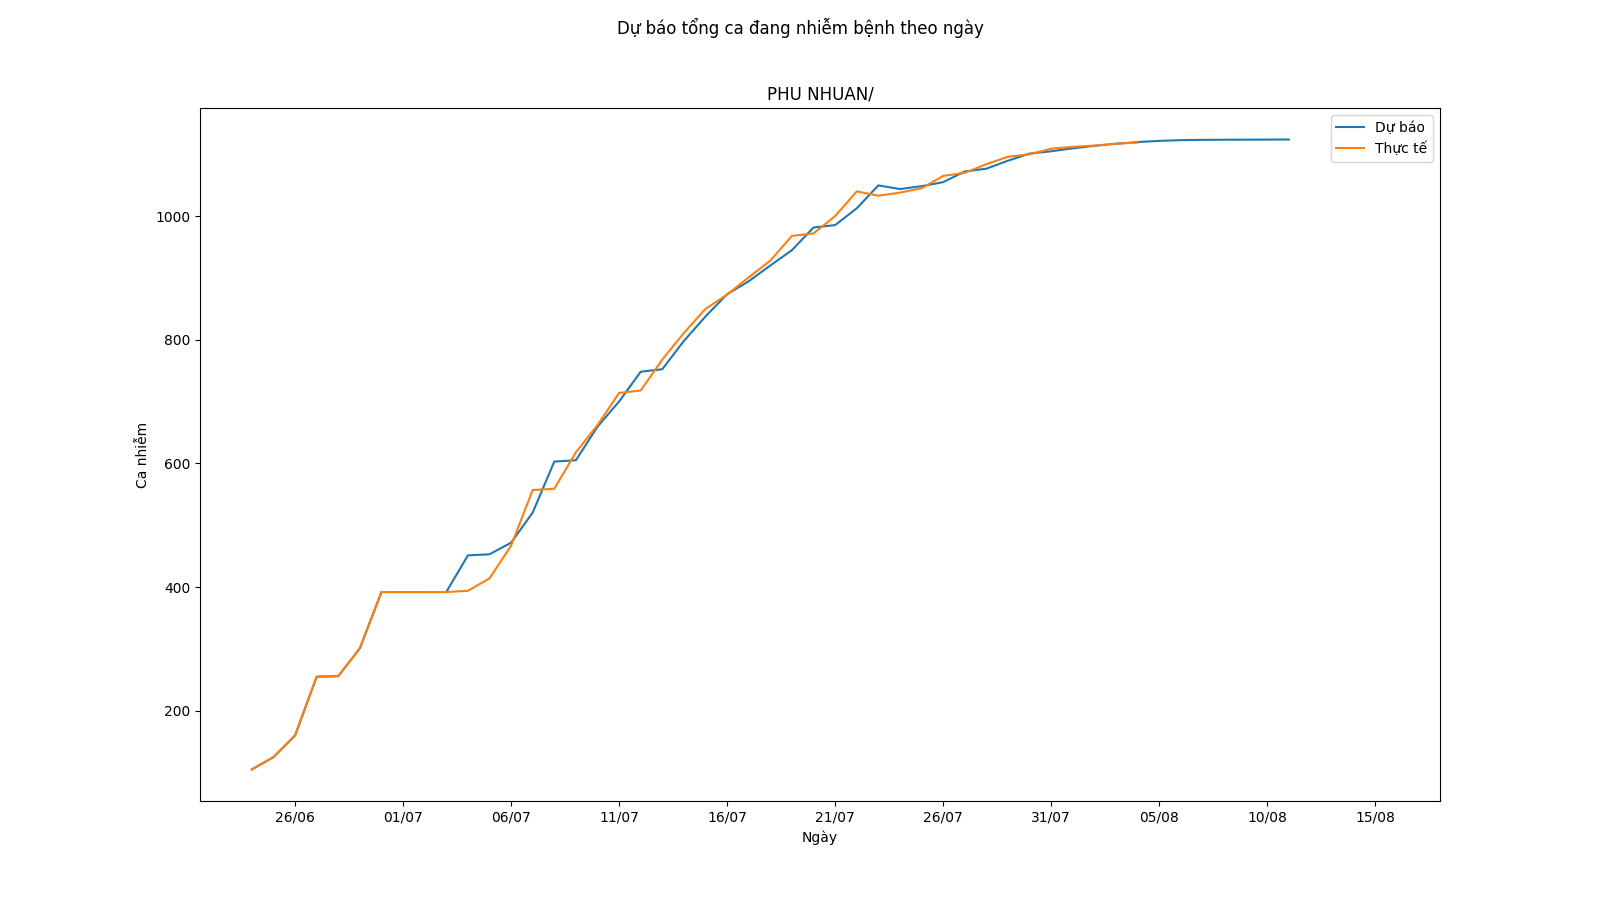 Dự báo tổng ca đang nhiễm bệnh theo ngày
PHU NHUAN/
Dự báo
Thực tế
Ca nhiễm
1000
800
600
400
200
26/06 01/07 06/07 11/07 16/07 21/07 26/07 31/07 05/08 10/08 15/08
Ngày